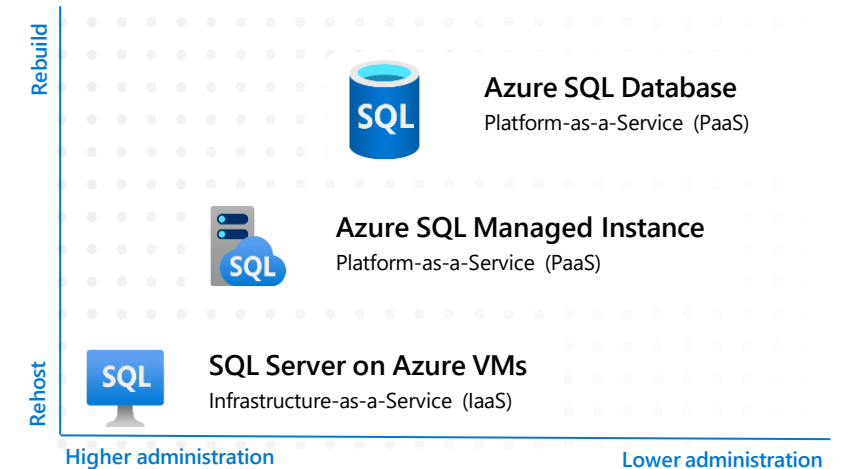 Rebuild
SQL
Azure SQL Database
Platform-as-a-Service (PaaS)
SQL
Azure SQL Managed Instance
Platform-as-a-Service (PaaS)
Rehost
SQL
SQL Server on Azure VMs
Infrastructure-as-a-Service (IaaS)
Higher administration
Lower administration